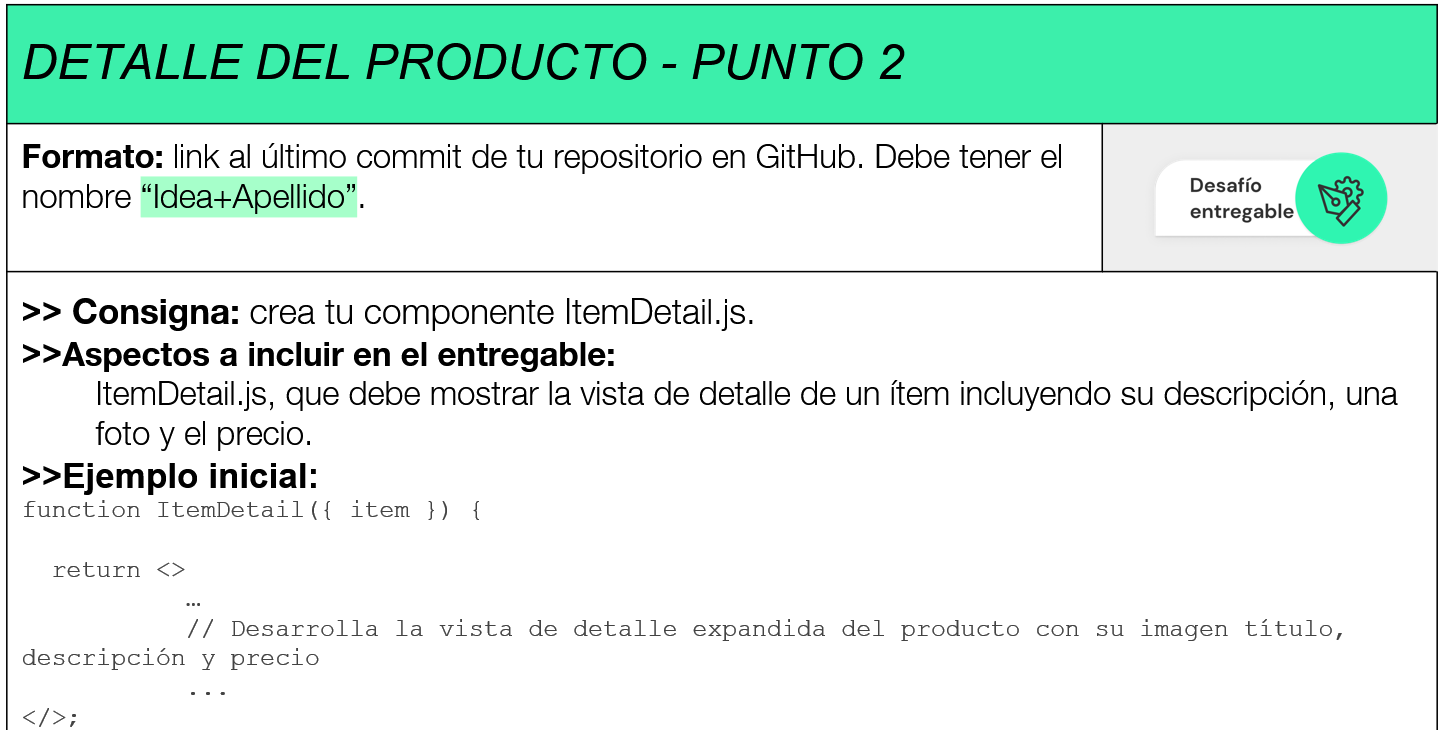 DETALLE DEL PRODUCTO - PUNTO 2
Formato: link al último commit de tu repositorio en GitHub. Debe tener el
nombre “Idea+Apellido”.
Desafío
entregable
>> Consigna: crea tu componente ItemDetail.js.
>>Aspectos a incluir en el entregable:
ItemDetail.js, que debe mostrar la vista de detalle de un ítem incluyendo su descripción, una
foto y el precio.
>>Ejemplo inicial:
function ItemDetail({ item }) {
return <>
…
// Desarrolla la vista de detalle expandida del producto con su imagen título,
descripción y precio
...
</>;